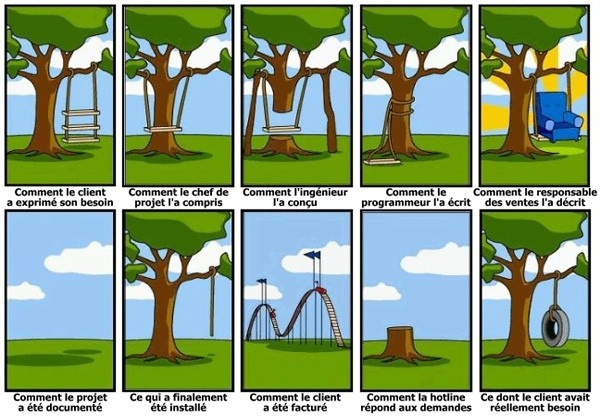 Comment le client
a exprimé son besoin
Comment le chef de
projet l'a compris
Comment l'ingénieur
l'a conçu
Comment le
programmeur l'a écrit
Comment le responsable
des ventes l'a décrit
Comment le projet
a été documenté
Ce qui a finalement
été installé
Comment le client
a été facturé
Comment la hotline
répond aux demandes
Ce dont le client avait
réellement besoin